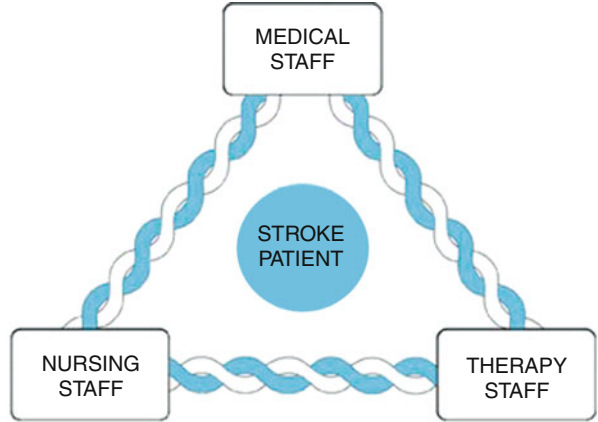 MEDICAL
STAFF
STROKE
PATIENT
NURSING
STAFF
THERAPY
STAFF